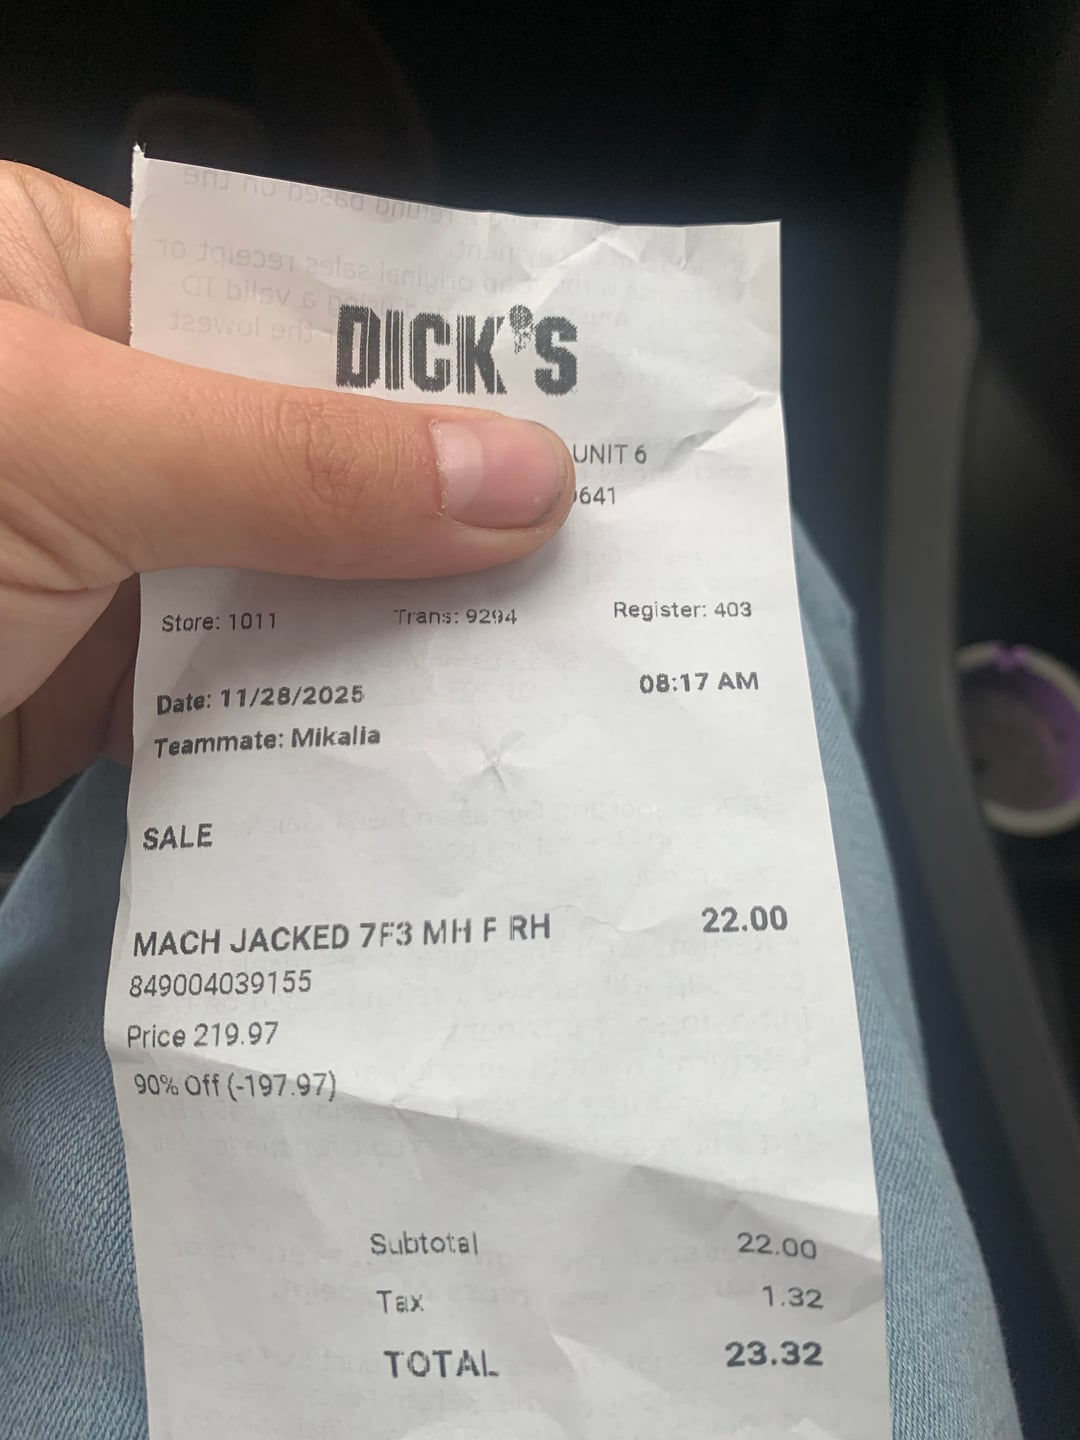 DICK'S
UNIT 6
641
Store: 1011 Trans: 9294 Register: 403
Date: 11/28/2025 08:17 AM
Teammate: Mikalia
SALE
MACH JACKED 7F3 MH F RH 22.00
849004039155
Price 219.97
90% Off (-197.97)
Subtotal 22.00
Tax 1.32
TOTAL 23.32